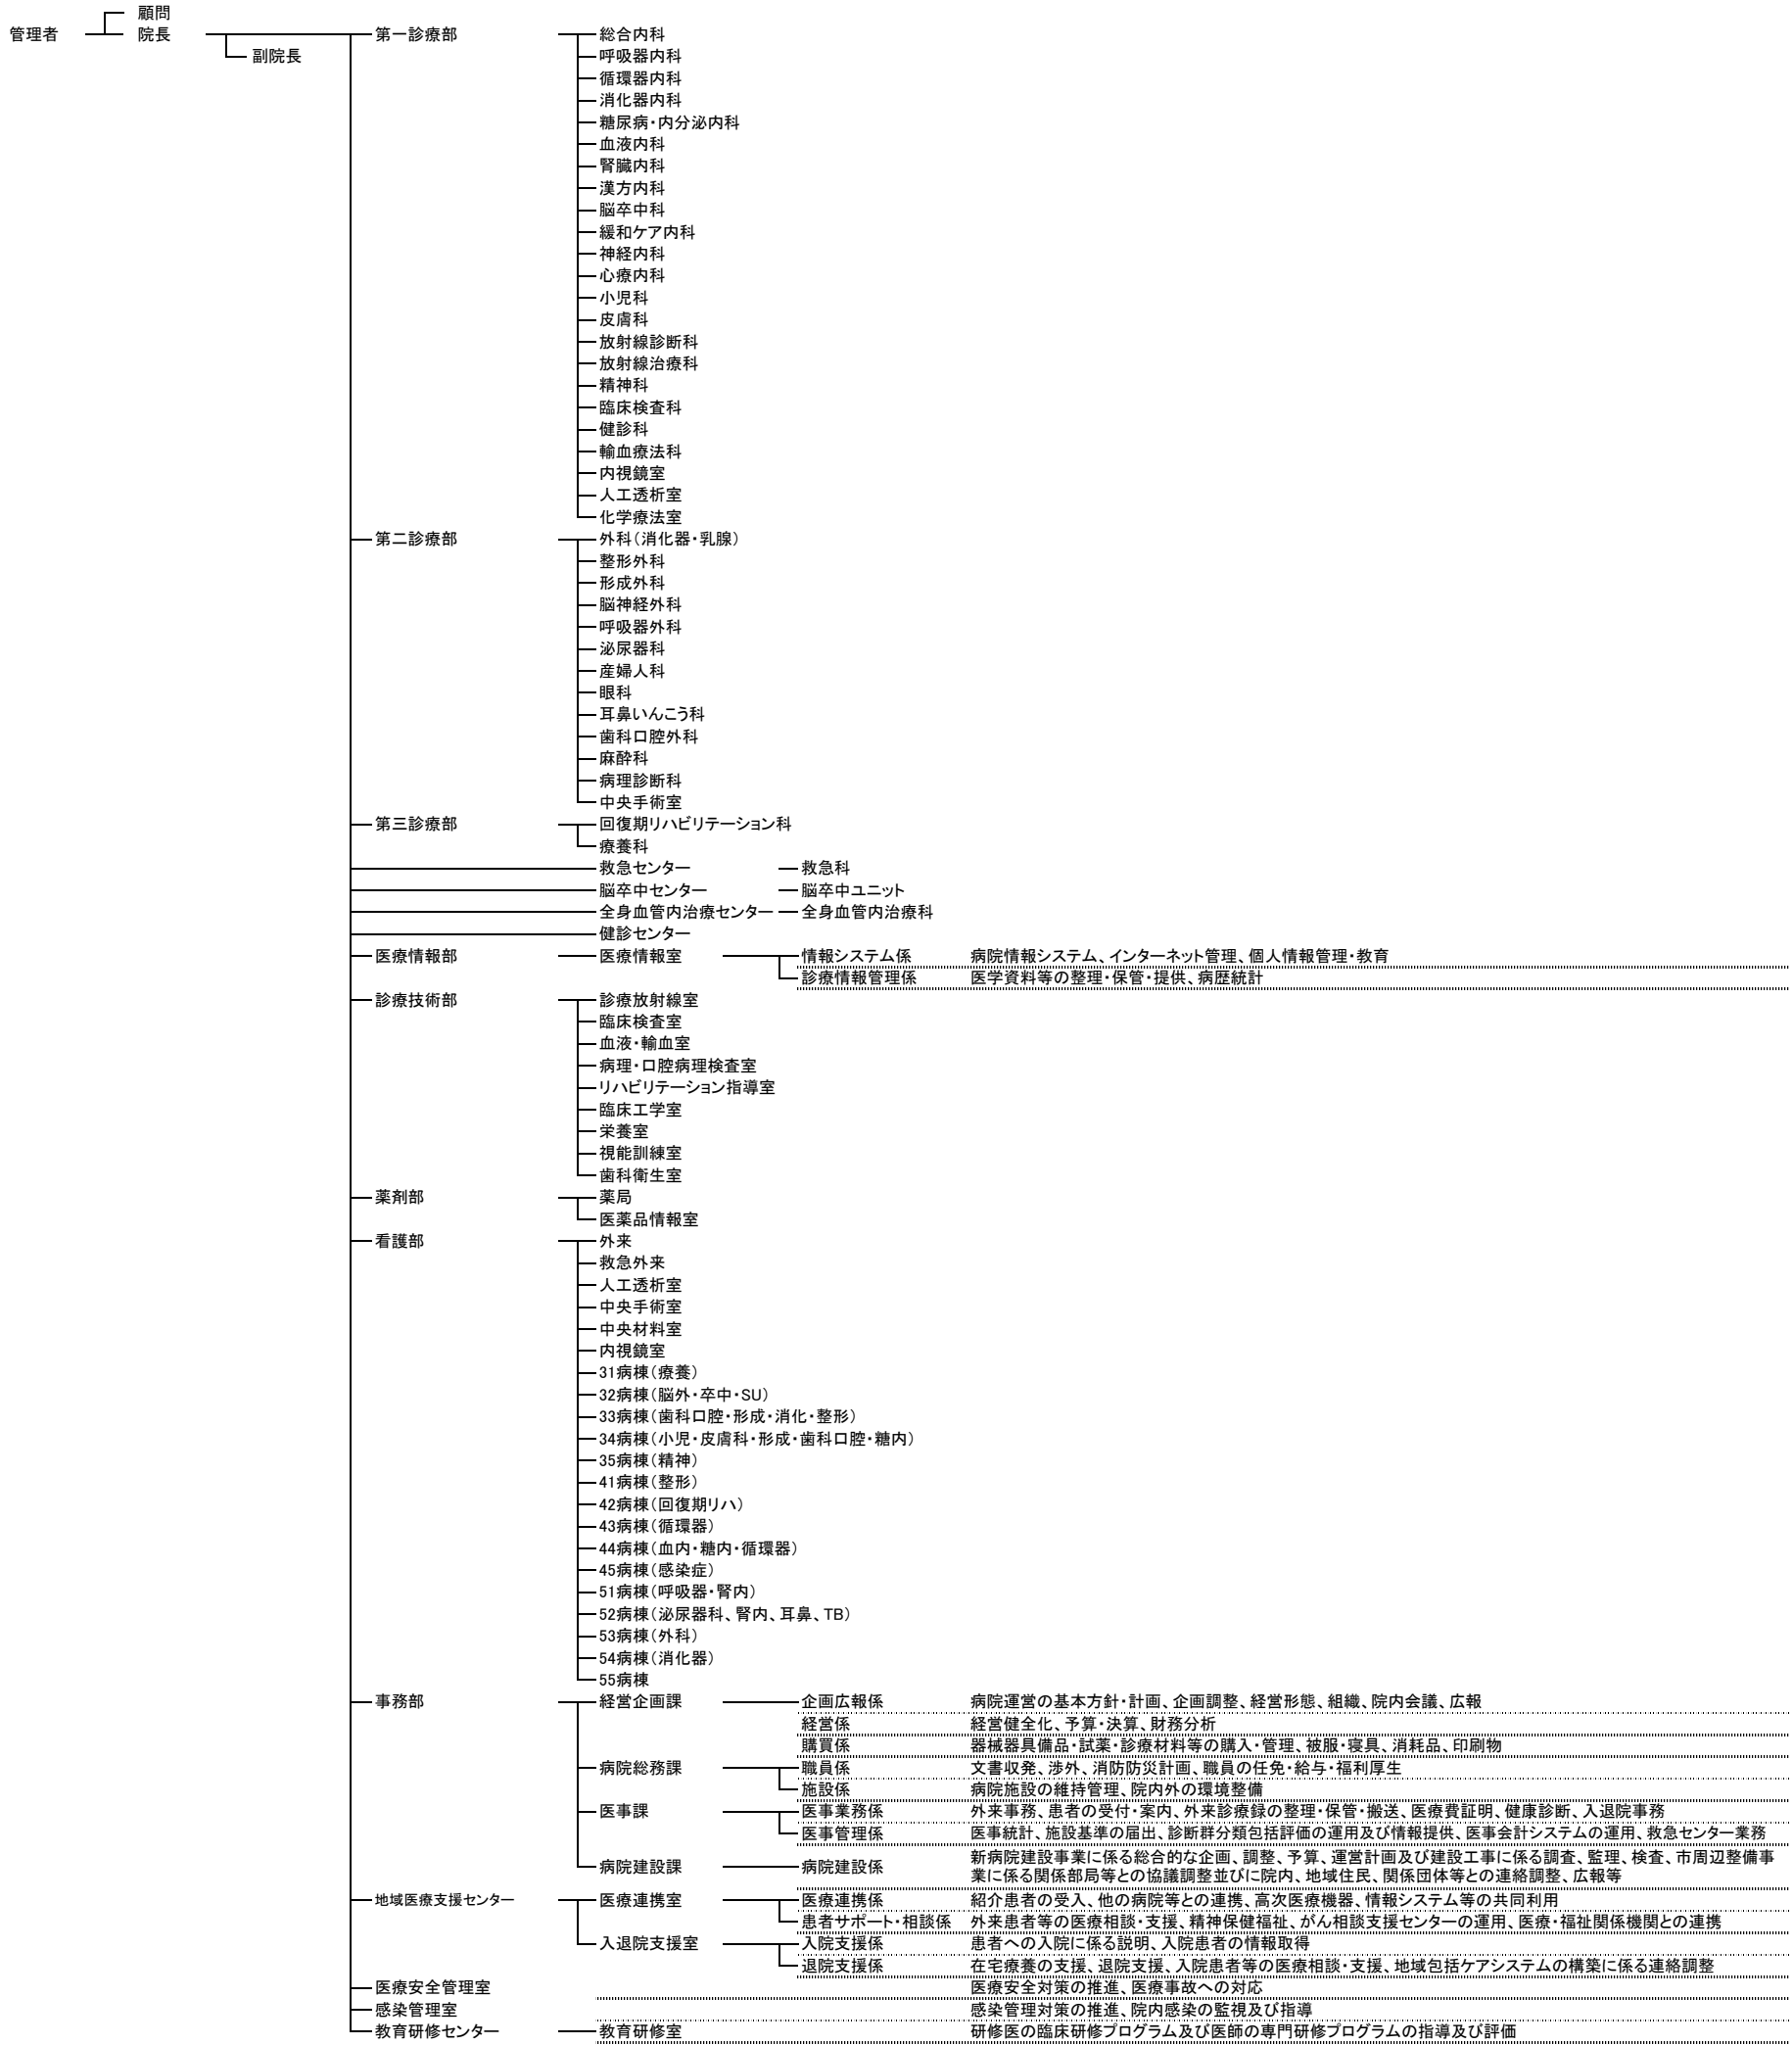 顧問
管理者 院長 第一診療部 総合内科
副院長 呼吸器内科
循環器内科
消化器内科
糖尿病・内分泌内科
血液内科
腎臓内科
漢方内科
脳卒中科
緩和ケア内科
神経内科
心療内科
小児科
皮膚科
放射線診断科
放射線治療科
精神科
臨床検査科
健診科
輸血療法科
内視鏡室
人工透析室
化学療法室
第二診療部 外科(消化器・乳腺)
整形外科
形成外科
脳神経外科
呼吸器外科
泌尿器科
産婦人科
眼科
耳鼻いんこう科
歯科口腔外科
麻酔科
病理診断科
中央手術室
第三診療部 回復期リハビリテーション科
療養科
救急センター 救急科
脳卒中センター 脳卒中ユニット
全身血管内治療センター 全身血管内治療科
健診センター
医療情報部 医療情報室 情報システム係 病院情報システム、インターネット管理、個人情報管理・教育
診療情報管理係 医学資料等の整理・保管・提供、病歴統計
診療技術部 診療放射線室
臨床検査室
血液・輸血室
病理・口腔病理検査室
リハビリテーション指導室
臨床工学室
栄養室
視能訓練室
歯科衛生室
薬剤部 薬局
医薬品情報室
看護部 外来
救急外来
人工透析室
中央手術室
中央材料室
内視鏡室
31病棟(療養)
32病棟(脳外・卒中・SU)
33病棟(歯科口腔・形成・消化・整形)
34病棟(小児・皮膚科・形成・歯科口腔・糖内)
35病棟(精神)
41病棟(整形)
42病棟(回復期リハ)
43病棟(循環器)
44病棟(血内・糖内・循環器)
45病棟(感染症)
51病棟(呼吸器・腎内)
52病棟(泌尿器科、腎内、耳鼻、TB)
53病棟(外科)
54病棟(消化器)
55病棟
事務部 経営企画課 企画広報係 病院運営の基本方針・計画、企画調整、経営形態、組織、院内会議、広報
経営係 経営健全化、予算・決算、財務分析
購買係 器械器具備品・試薬・診療材料等の購入・管理、被服・寝具、消耗品、印刷物
病院総務課 職員係 文書収発、渉外、消防防災計画、職員の任免・給与・福利厚生
施設係 病院施設の維持管理、院内外の環境整備
医事課 医事業務係 外来事務、患者の受付・案内、外来診療録の整理・保管・搬送、医療費証明、健康診断、入退院事務
医事管理係 医事統計、施設基準の届出、診断群分類包括評価の運用及び情報提供、医事会計システムの運用、救急センター業務
病院建設課 病院建設係 新病院建設事業に係る総合的な企画、調整、予算、運営計画及び建設工事に係る調査、監理、検査、市周辺整備事
業に係る関係部局等との協議調整並びに院内、地域住民、関係団体等との連絡調整、広報等
地域医療支援センター 医療連携室 医療連携係 紹介患者の受入、他の病院等との連携、高次医療機器、情報システム等の共同利用
患者サポート・相談係 外来患者等の医療相談・支援、精神保健福祉、がん相談支援センターの運用、医療・福祉関係機関との連携
入退院支援室 入院支援係 患者への入院に係る説明、入院患者の情報取得
退院支援係 在宅療養の支援、退院支援、入院患者等の医療相談・支援、地域包括ケアシステムの構築に係る連絡調整
医療安全管理室 医療安全対策の推進、医療事故への対応
感染管理室 感染管理対策の推進、院内感染の監視及び指導
教育研修センター 教育研修室 研修医の臨床研修プログラム及び医師の専門研修プログラムの指導及び評価